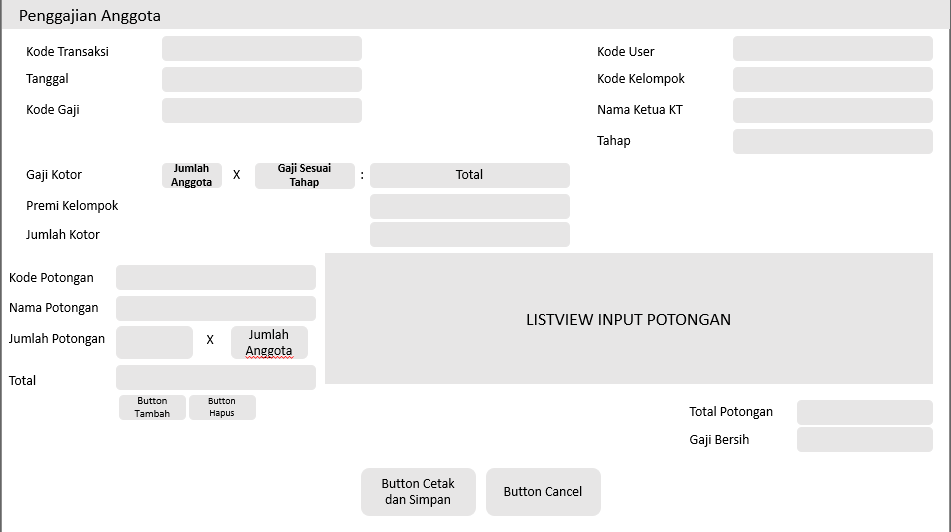 Penggajian Anggota
Kode Transaksi
Kode User
Tanggal
Kode Kelompok
Kode Gaji
Nama Ketua KT
Tahap
Gaji Kotor
Jumlah
Anggota
X
Gaji Sesuai
Tahap
:
Total
Premi Kelompok
Jumlah Kotor
Kode Potongan
Nama Potongan
Jumlah Potongan
X
Jumlah
Anggota
Total
Button
Tambah
Button
Hapus
LISTVIEW INPUT POTONGAN
Total Potongan
Gaji Bersih
Button Cetak
dan Simpan
Button Cancel